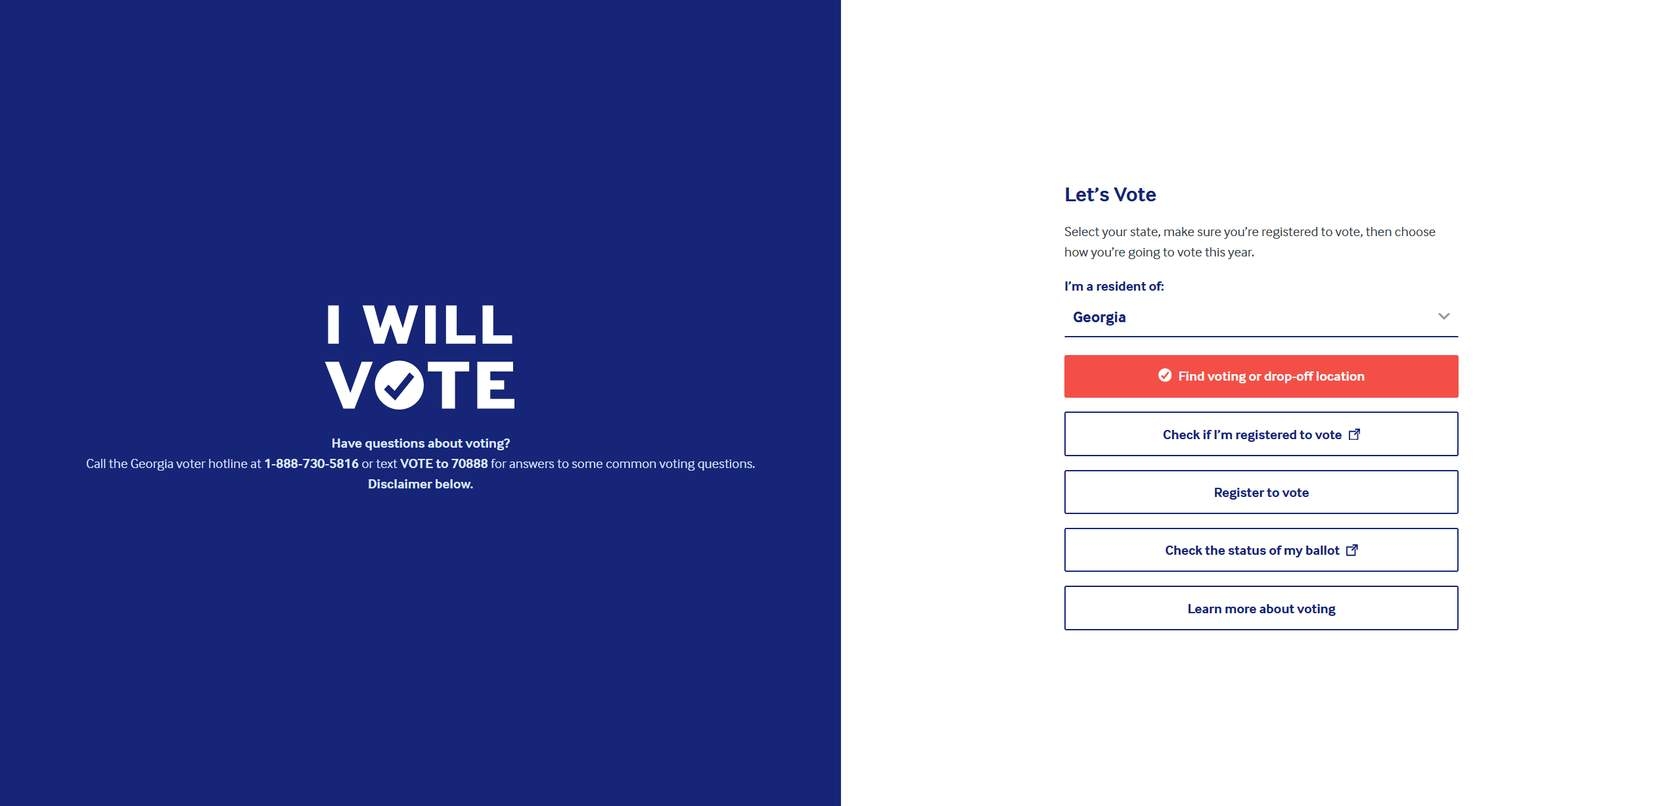 I WILL
VOTE
Have questions about voting?
Call the Georgia voter hotline at 1-888-730-5816 or text VOTE to 70888 for answers to some common voting questions.
Disclaimer below.
Let’s Vote
Select your state, make sure you’re registered to vote, then choose
how you’re going to vote this year.
I’m a resident of:
Georgia
Find voting or drop-off location
Check if I’m registered to vote
Register to vote
Check the status of my ballot
Learn more about voting